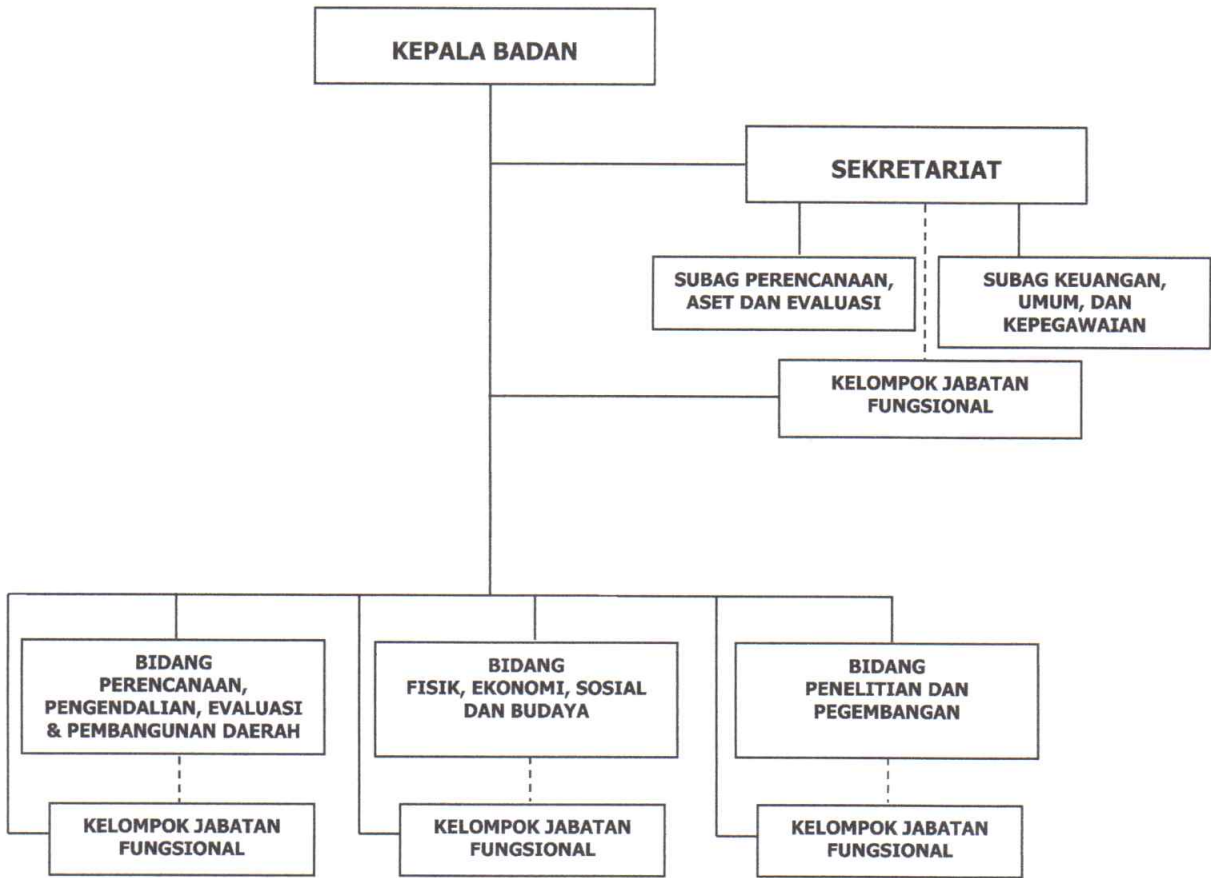 KEPALA BADAN
SEKRETARIAT
SUBAG PERENCANAAN,
ASET DAN EVALUASI
SUBAG KEUANGAN,
UMUM, DAN
KEPEGAWAIAN
KELOMPOK JABATAN
FUNGSIONAL
BIDANG
PERENCANAAN,
PENGENDALIAN, EVALUASI
& PEMBANGUNAN DAERAH
BIDANG
FISIK, EKONOMI, SOSIAL
DAN BUDAYA
BIDANG
PENELITIAN DAN
PEGEMBANGAN
KELOMPOK JABATAN
FUNGSIONAL
KELOMPOK JABATAN
FUNGSIONAL
KELOMPOK JABATAN
FUNGSIONAL